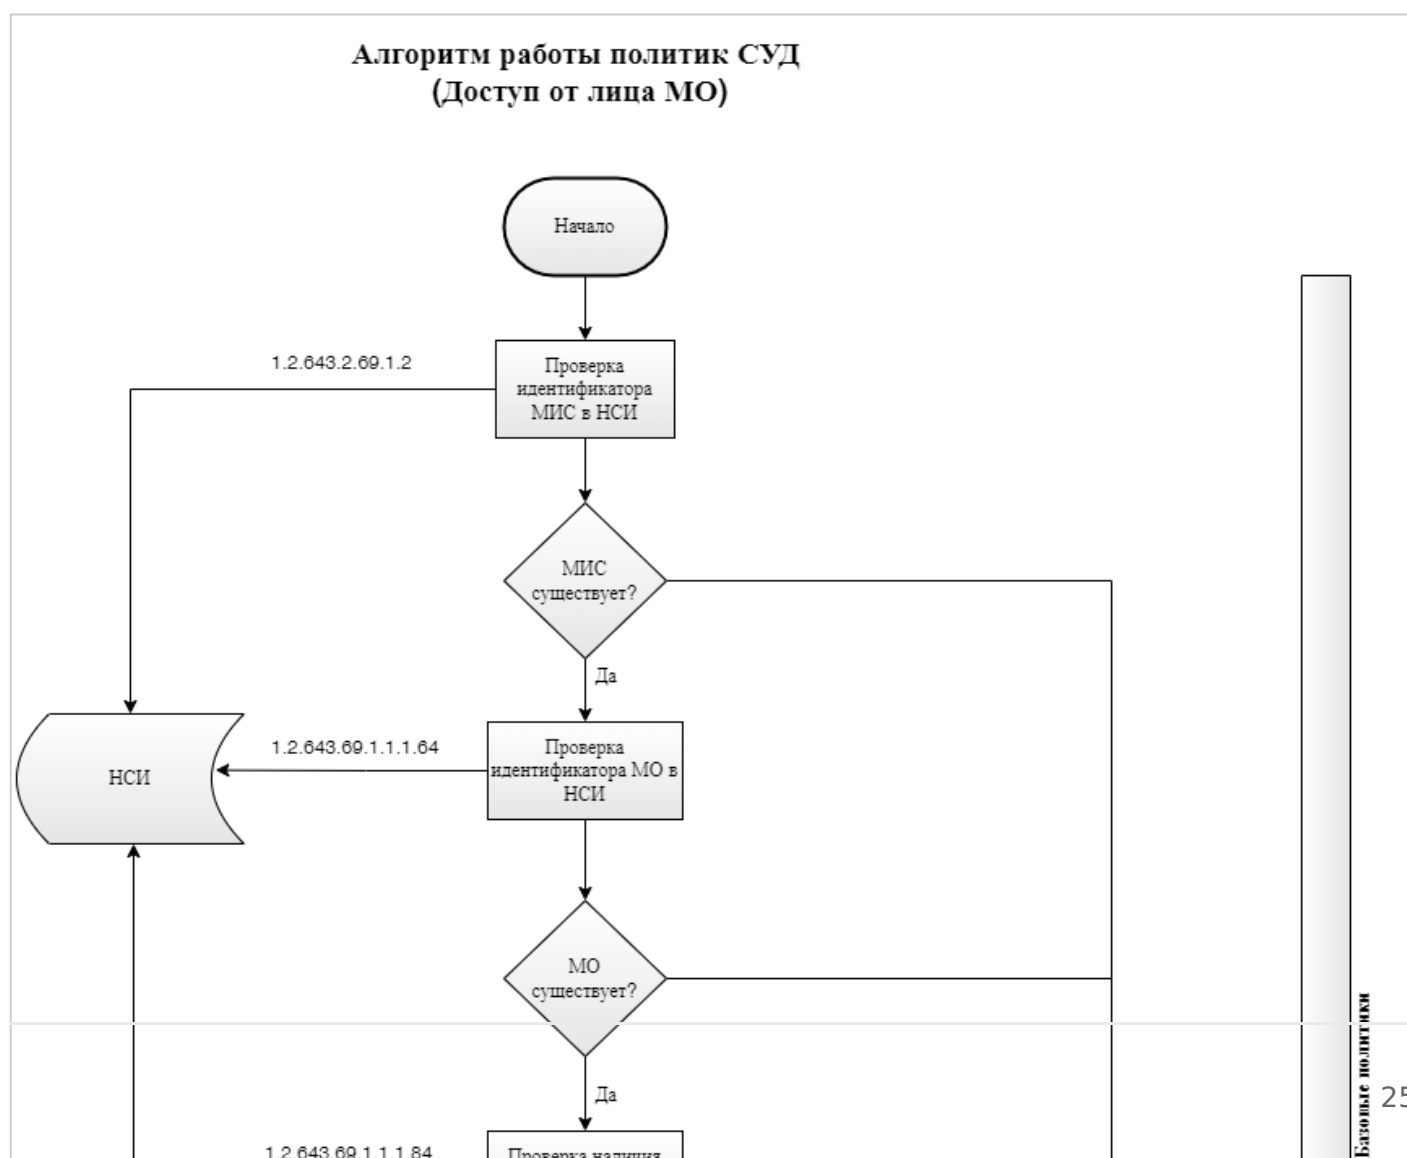 Алгоритм работы политик СУД
(Доступ от лица МО)
Начало
1.2.643.2.69.1.2
Проверка
идентификатора
МИС в НСИ
МИС
существует?
Да
НСИ
1.2.643.69.1.1.1.64
Проверка
идентификатора МО в
НСИ
МО
существует?
Базовые политики
25
Да
1.2.643.69.1.1.1.84
Проверка наличия